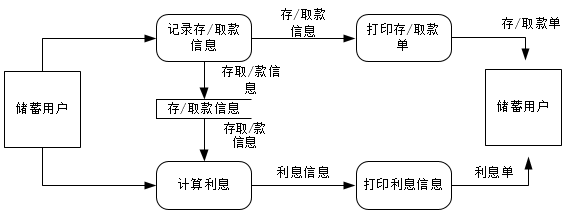 存/取款
信息
存/取款单
记录存/取款
信息
打印存/取款
单
存取/款信
息
储蓄用户
存/取款信息
储蓄用户
存取/款
信息
计算利息
利息信息
打印利息信息
利息单